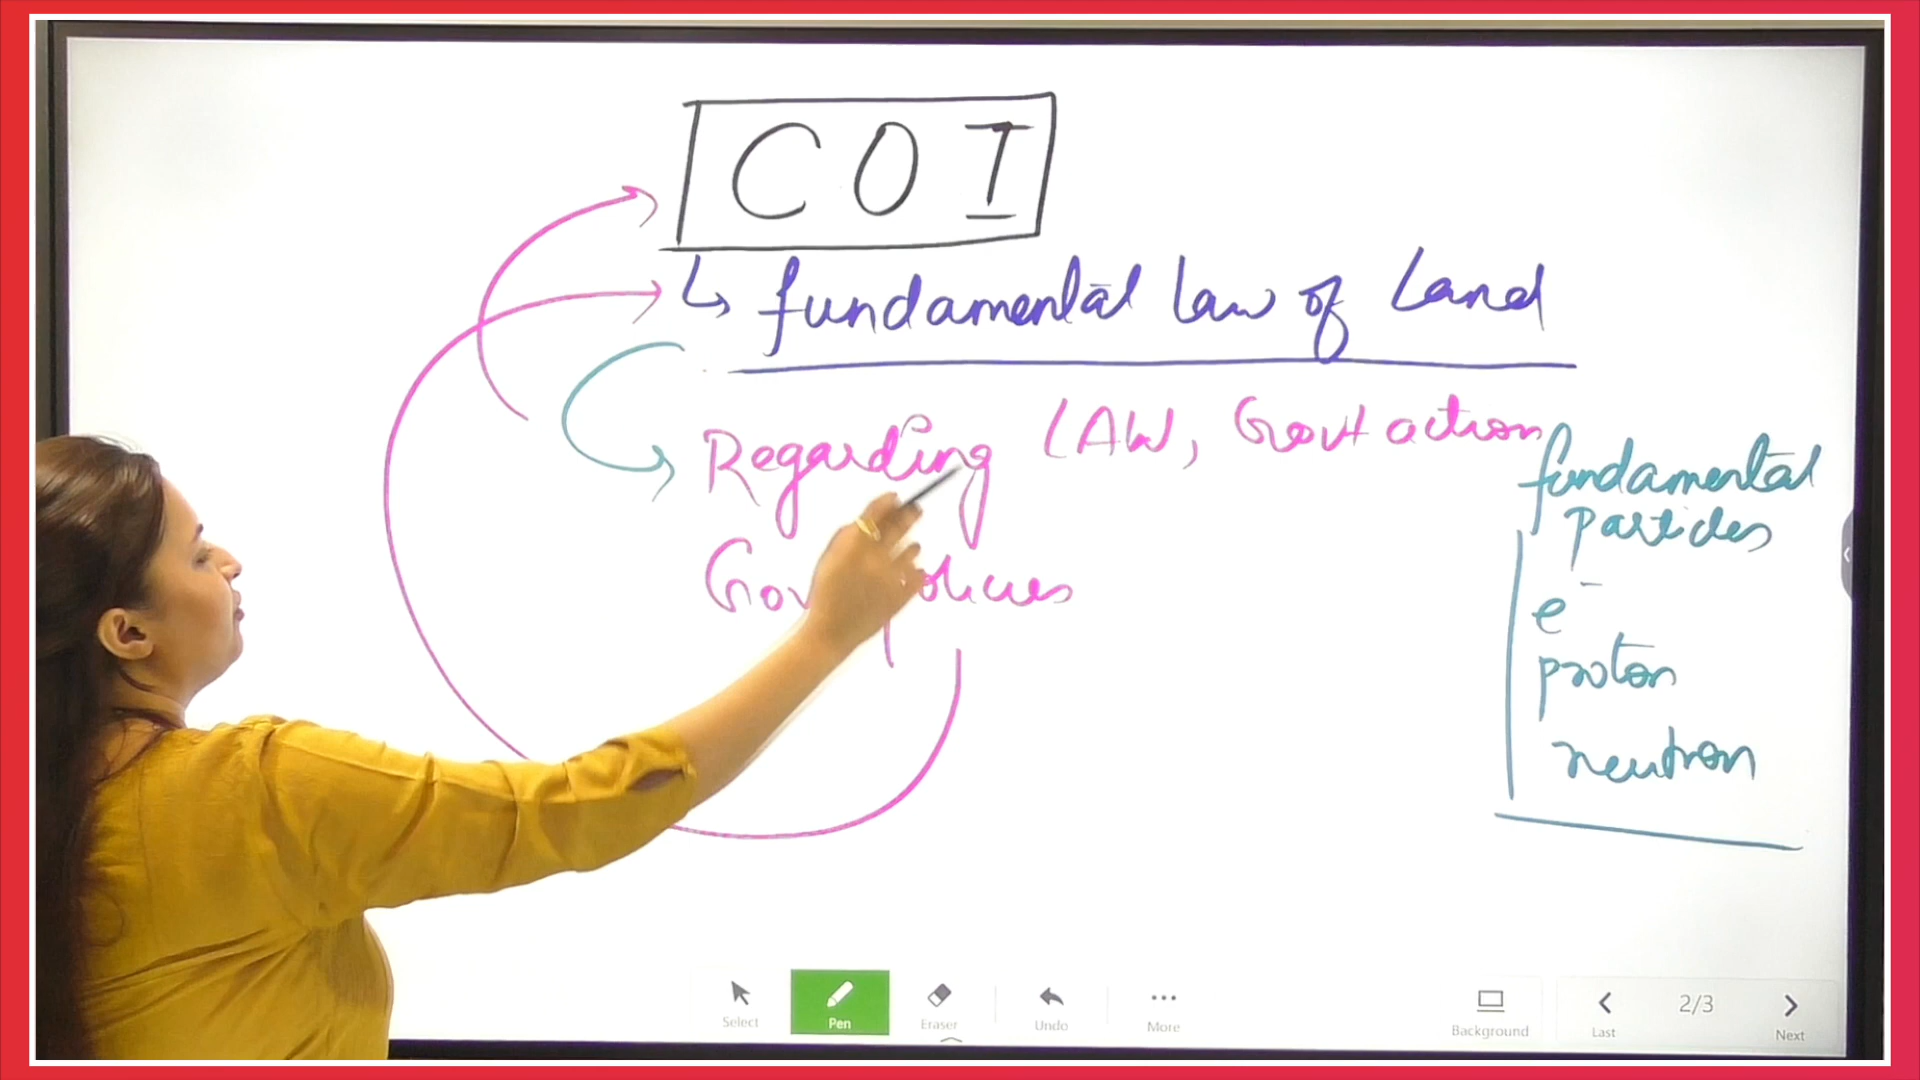 COI
↳ fundamental law of Land
Regarding LAW, Govt action
policies
fundamental
particles
e⁻
proton
neutron
Select
Pen
Eraser
Undo
More
Background
Last
2/3
Next